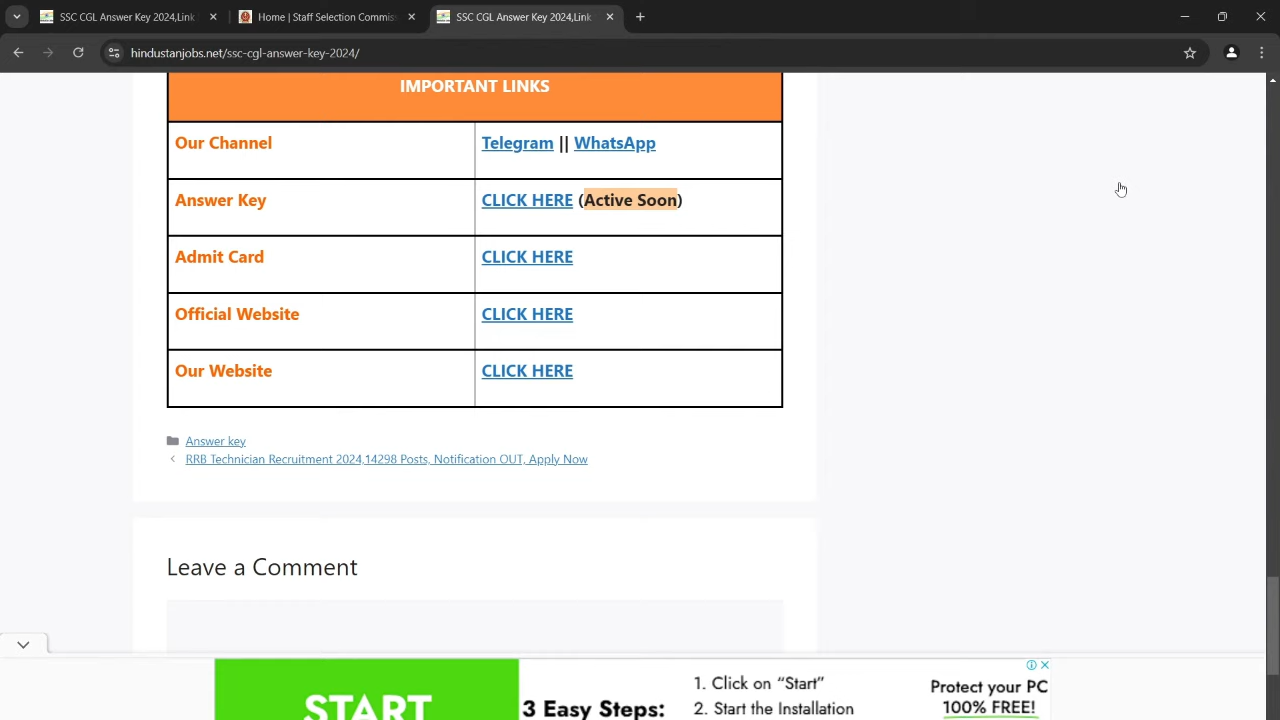 SSC CGL Answer Key 2024,Link
Home | Staff Selection Commiss
SSC CGL Answer Key 2024,Link
hindustanjobs.net/ssc-cgl-answer-key-2024/
IMPORTANT LINKS
Our Channel
Telegram || WhatsApp
Answer Key
CLICK HERE (Active Soon)
Admit Card
CLICK HERE
Official Website
CLICK HERE
Our Website
CLICK HERE
Answer key
RRB Technician Recruitment 2024,14298 Posts, Notification OUT, Apply Now
Leave a Comment
START
3 Easy Steps:
1. Click on “Start”
2. Start the Installation
Protect your PC
100% FREE!